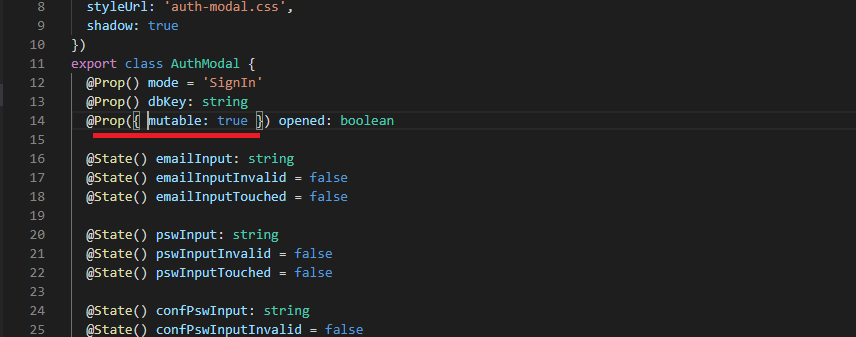 8 styleUrl: 'auth-modal.css',
9 shadow: true
10 })
11 export class AuthModal {
12 @Prop() mode = 'SignIn'
13 @Prop() dbKey: string
14 @Prop({ mutable: true }) opened: boolean
15
16 @State() emailInput: string
17 @State() emailInputInvalid = false
18 @State() emailInputTouched = false
19
20 @State() pswInput: string
21 @State() pswInputInvalid = false
22 @State() pswInputTouched = false
23
24 @State() confPswInput: string
25 @State() confPswInputInvalid = false